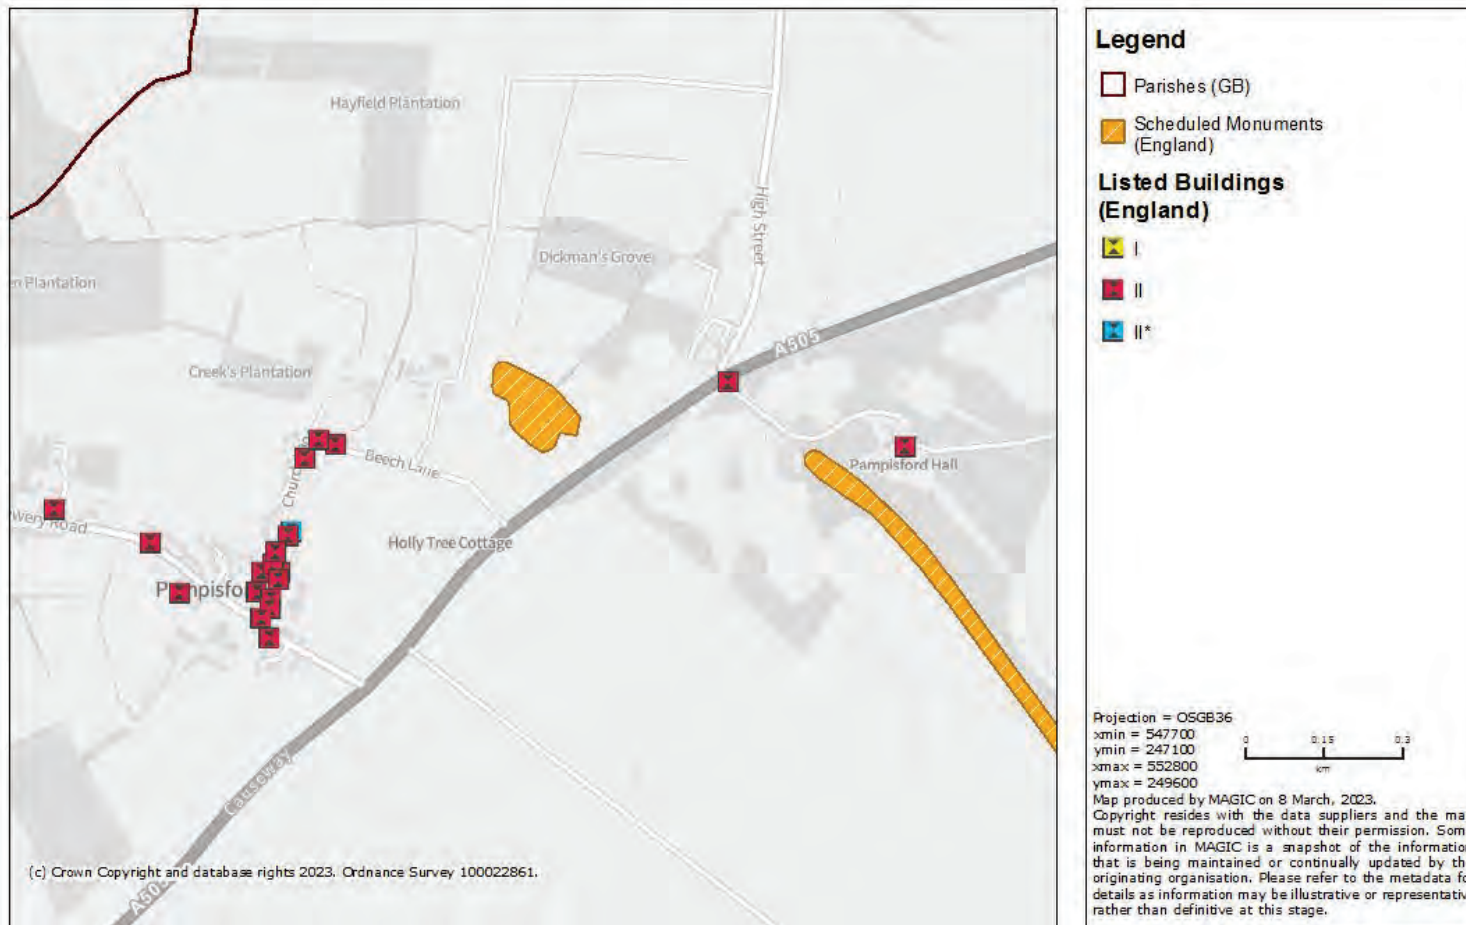 Hayfield Plantation
High Street
Dickman's Grove
n Plantation
A505
Creek's Plantation
Pampisford Hall
Beech Lane
Church
wery Road
Holly Tree Cottage
Causeway
(c) Crown Copyright and database rights 2023. Ordnance Survey 100022861.
Legend
Parishes (GB)
Scheduled Monuments
(England)
Listed Buildings
(England)
I
II
II*
Projection = OSGB36
xmin = 547700
ymin = 247100
xmax = 552800
ymax = 249600
0 0.15 0.3
km
Map produced by MAGIC on 8 March, 2023.
Copyright resides with the data suppliers and the ma
must not be reproduced without their permission. Som
information in MAGIC is a snapshot of the information
that is being maintained or continually updated by th
originating organisation. Please refer to the metadata fo
details as information may be illustrative or representativ
rather than definitive at this stage.